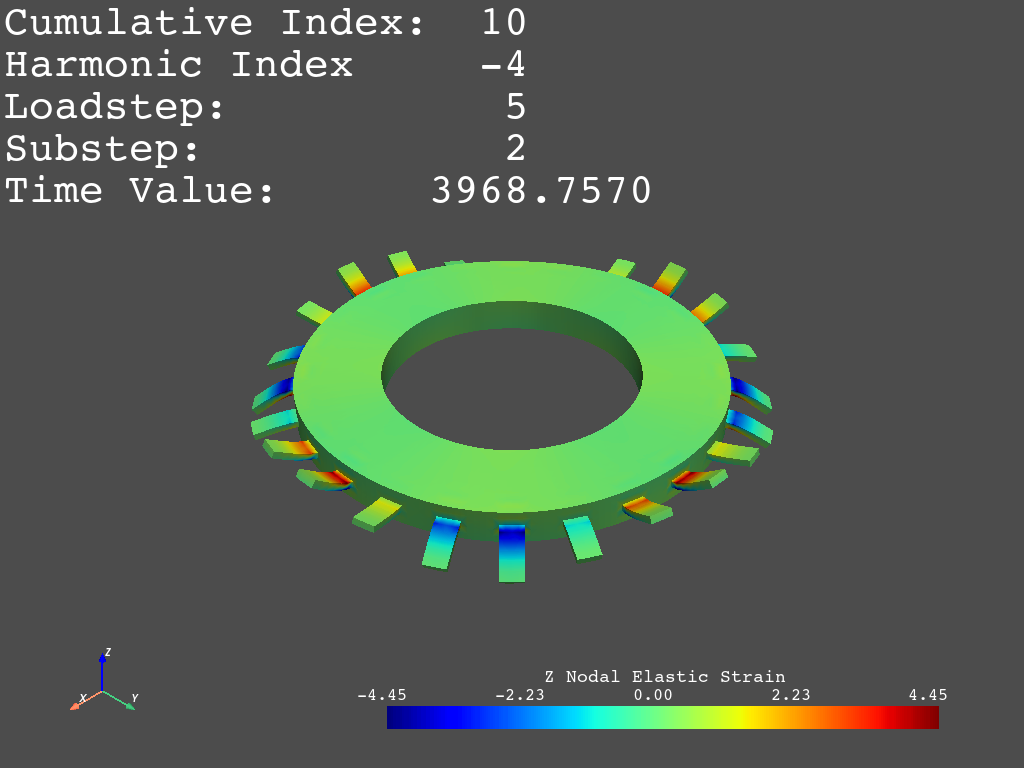 Cumulative Index: 10
Harmonic Index -4
Loadstep: 5
Substep: 2
Time Value: 3968.7570
Z
X Y
Z Nodal Elastic Strain
-4.45 -2.23 0.00 2.23 4.45